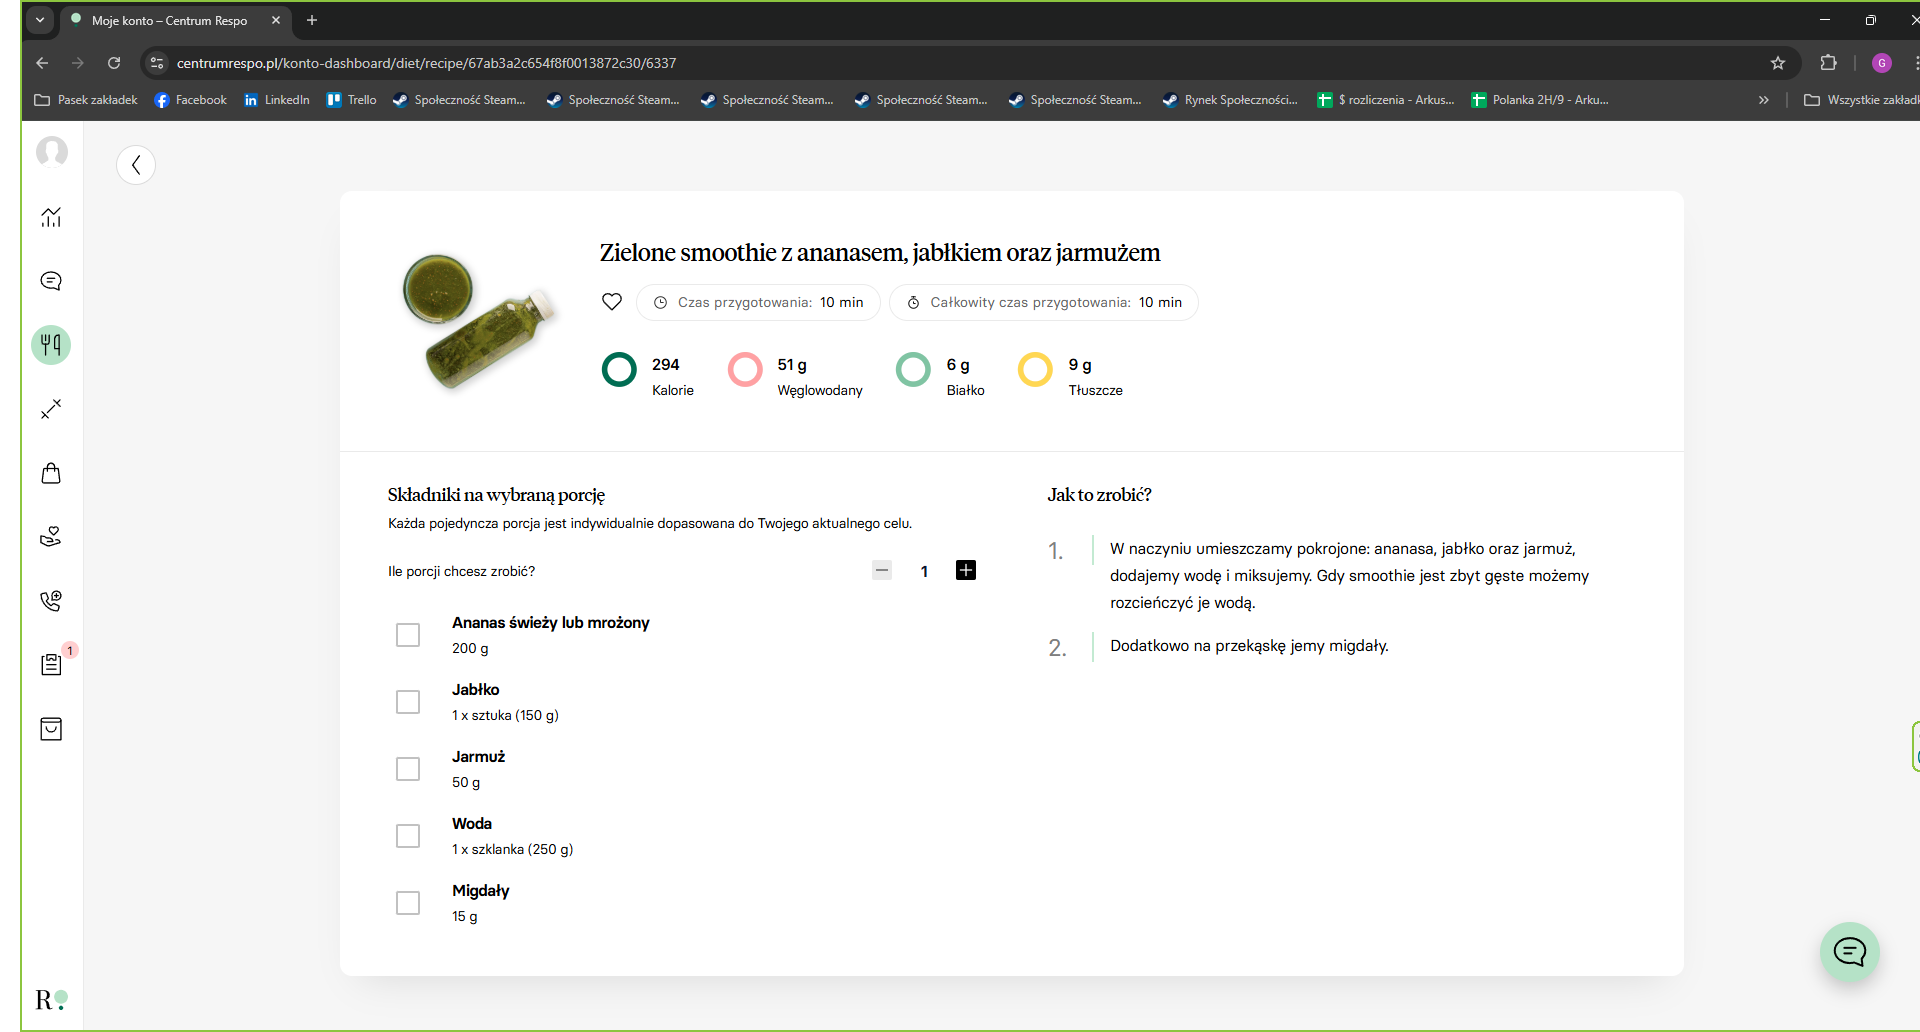 Moje konto – Centrum Respo
centrumrespo.pl/konto-dashboard/diet/recipe/67ab3a2c654f8f0013872c30/6337
G
Pasek zakładek
Facebook
LinkedIn
Trello
Społeczność Steam...
Społeczność Steam...
Społeczność Steam...
Społeczność Steam...
Społeczność Steam...
Rynek Społeczności...
$ rozliczenia - Arkus...
Polanka 2H/9 - Arku...
Wszystkie zakład
Zielone smoothie z ananasem, jabłkiem oraz jarmużem
Czas przygotowania: 10 min
Całkowity czas przygotowania: 10 min
294
Kalorie
51 g
Węglowodany
6 g
Białko
9 g
Tłuszcze
Składniki na wybraną porcję
Każda pojedyncza porcja jest indywidualnie dopasowana do Twojego aktualnego celu.
Ile porcji chcesz zrobić?
1
Ananas świeży lub mrożony
200 g
Jabłko
1 x sztuka (150 g)
Jarmuż
50 g
Woda
1 x szklanka (250 g)
Migdały
15 g
Jak to zrobić?
1.
W naczyniu umieszczamy pokrojone: ananasa, jabłko oraz jarmuż,
dodajemy wodę i miksujemy. Gdy smoothie jest zbyt gęste możemy
rozcieńczyć je wodą.
2.
Dodatkowo na przekąskę jemy migdały.
1
R